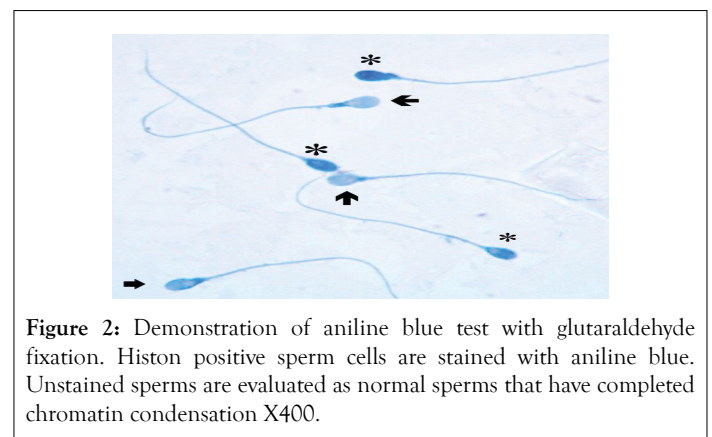 *
*
*
Figure 2: Demonstration of aniline blue test with glutaraldehyde
fixation. Histon positive sperm cells are stained with aniline blue.
Unstained sperms are evaluated as normal sperms that have completed
chromatin condensation X400.